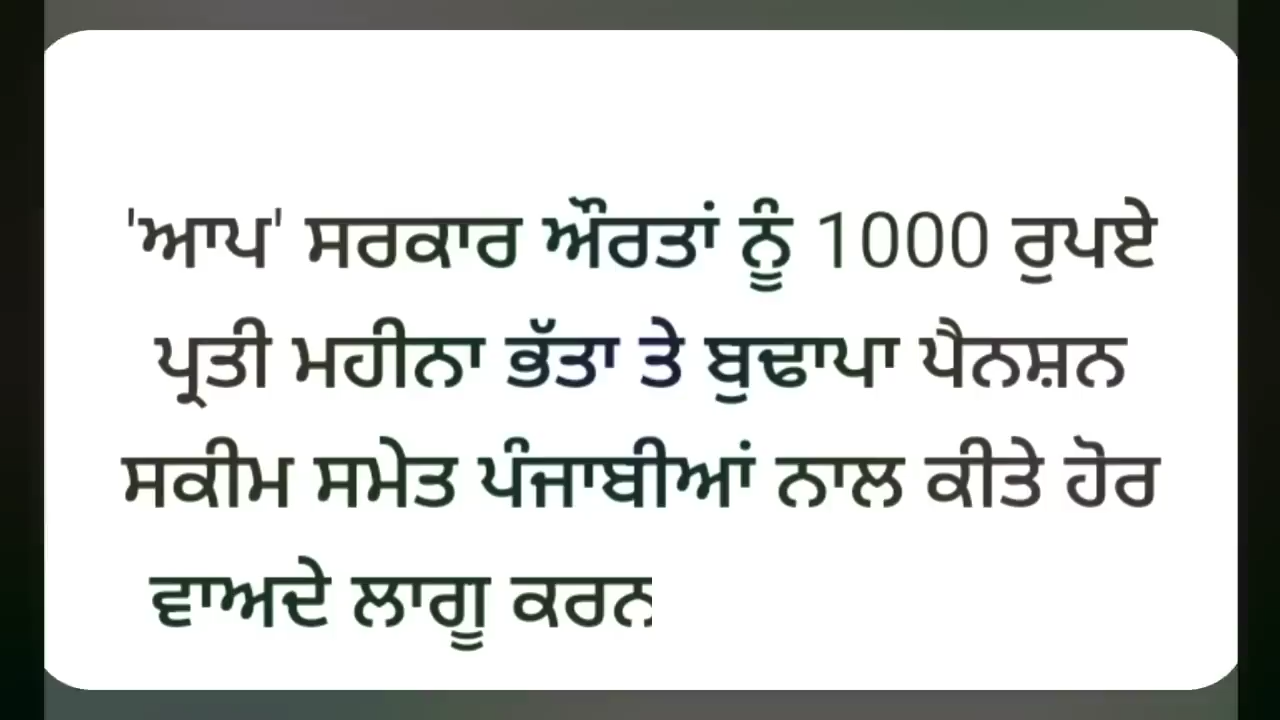 'ਆਪ' ਸਰਕਾਰ ਔਰਤਾਂ ਨੂੰ 1000 ਰੁਪਏ
ਪ੍ਰਤੀ ਮਹੀਨਾ ਭੱਤਾ ਤੇ ਬੁਢਾਪਾ ਪੈਨਸ਼ਨ
ਸਕੀਮ ਸਮੇਤ ਪੰਜਾਬੀਆਂ ਨਾਲ ਕੀਤੇ ਹੋਰ
ਵਾਅਦੇ ਲਾਗੂ ਕਰਨ